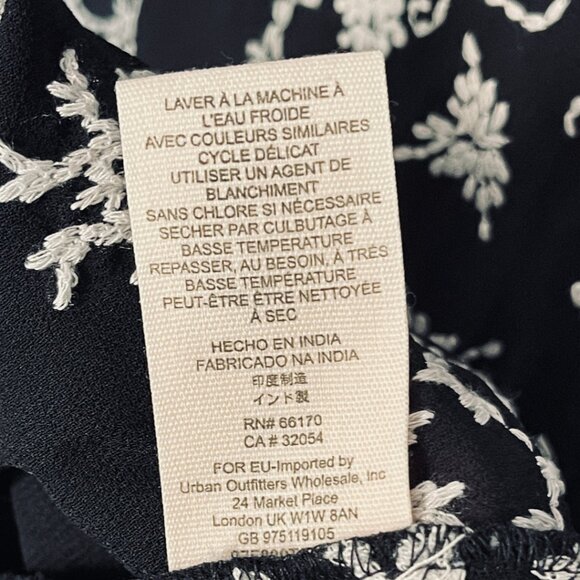 LAVER À LA MACHINE À
L'EAU FROIDE
AVEC COULEURS SIMILAIRES
CYCLE DÉLICAT
UTILISER UN AGENT DE
BLANCHIMENT
SANS CHLORE SI NÉCESSAIRE
SECHER PAR CULBUTAGE À
BASSE TEMPÉRATURE
REPASSER, AU BESOIN, À TRÈS
BASSE TEMPÉRATURE
PEUT-ÊTRE ÊTRE NETTOYÉE
À SEC
HECHO EN INDIA
FABRICADO NA INDIA
印度制造
インド製
RN# 66170
CA # 32054
FOR EU-Imported by
Urban Outfitters Wholesale, Inc
24 Market Place
London UK W1W 8AN
GB 975119105